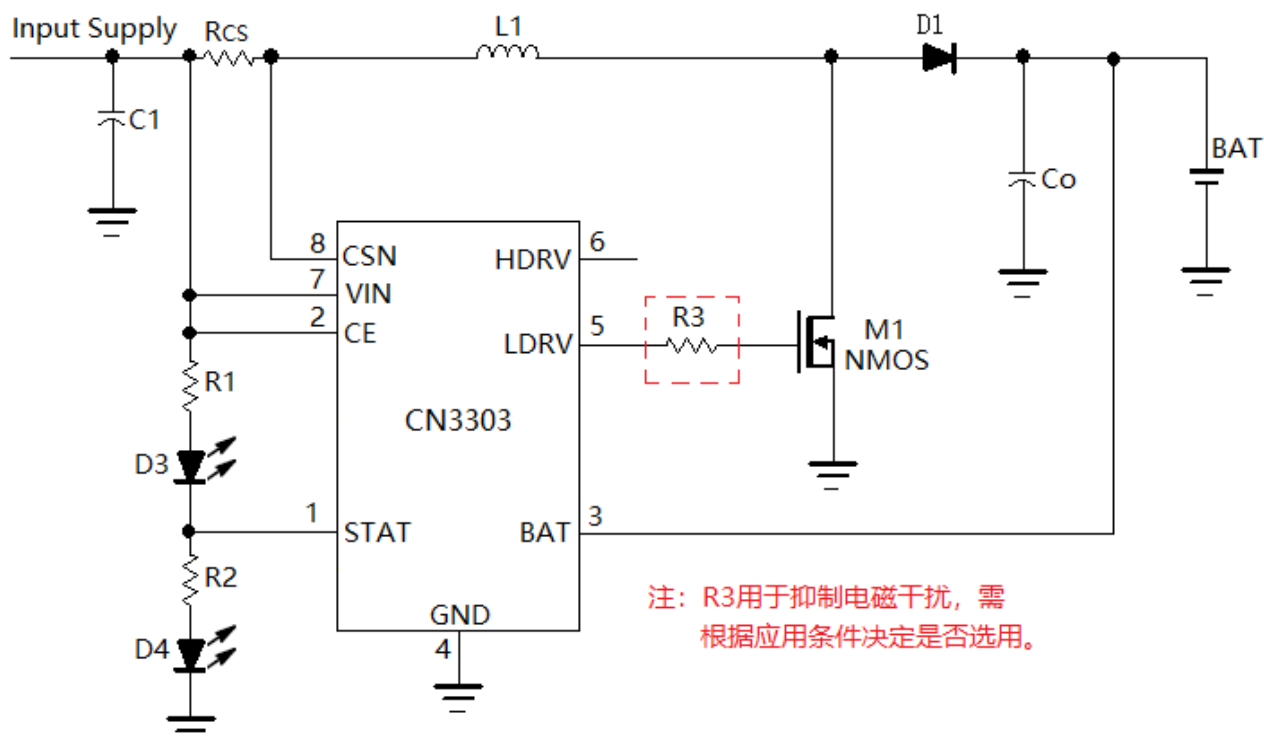 Input Supply
RCS
L1
D1
C1
Co
BAT
8
CSN
HDRV
6
7
VIN
2
CE
LDRV
5
R3
M1
NMOS
R1
CN3303
D3
1
STAT
BAT
3
R2
D4
GND
4
注：R3用于抑制电磁干扰，需
根据应用条件决定是否选用。